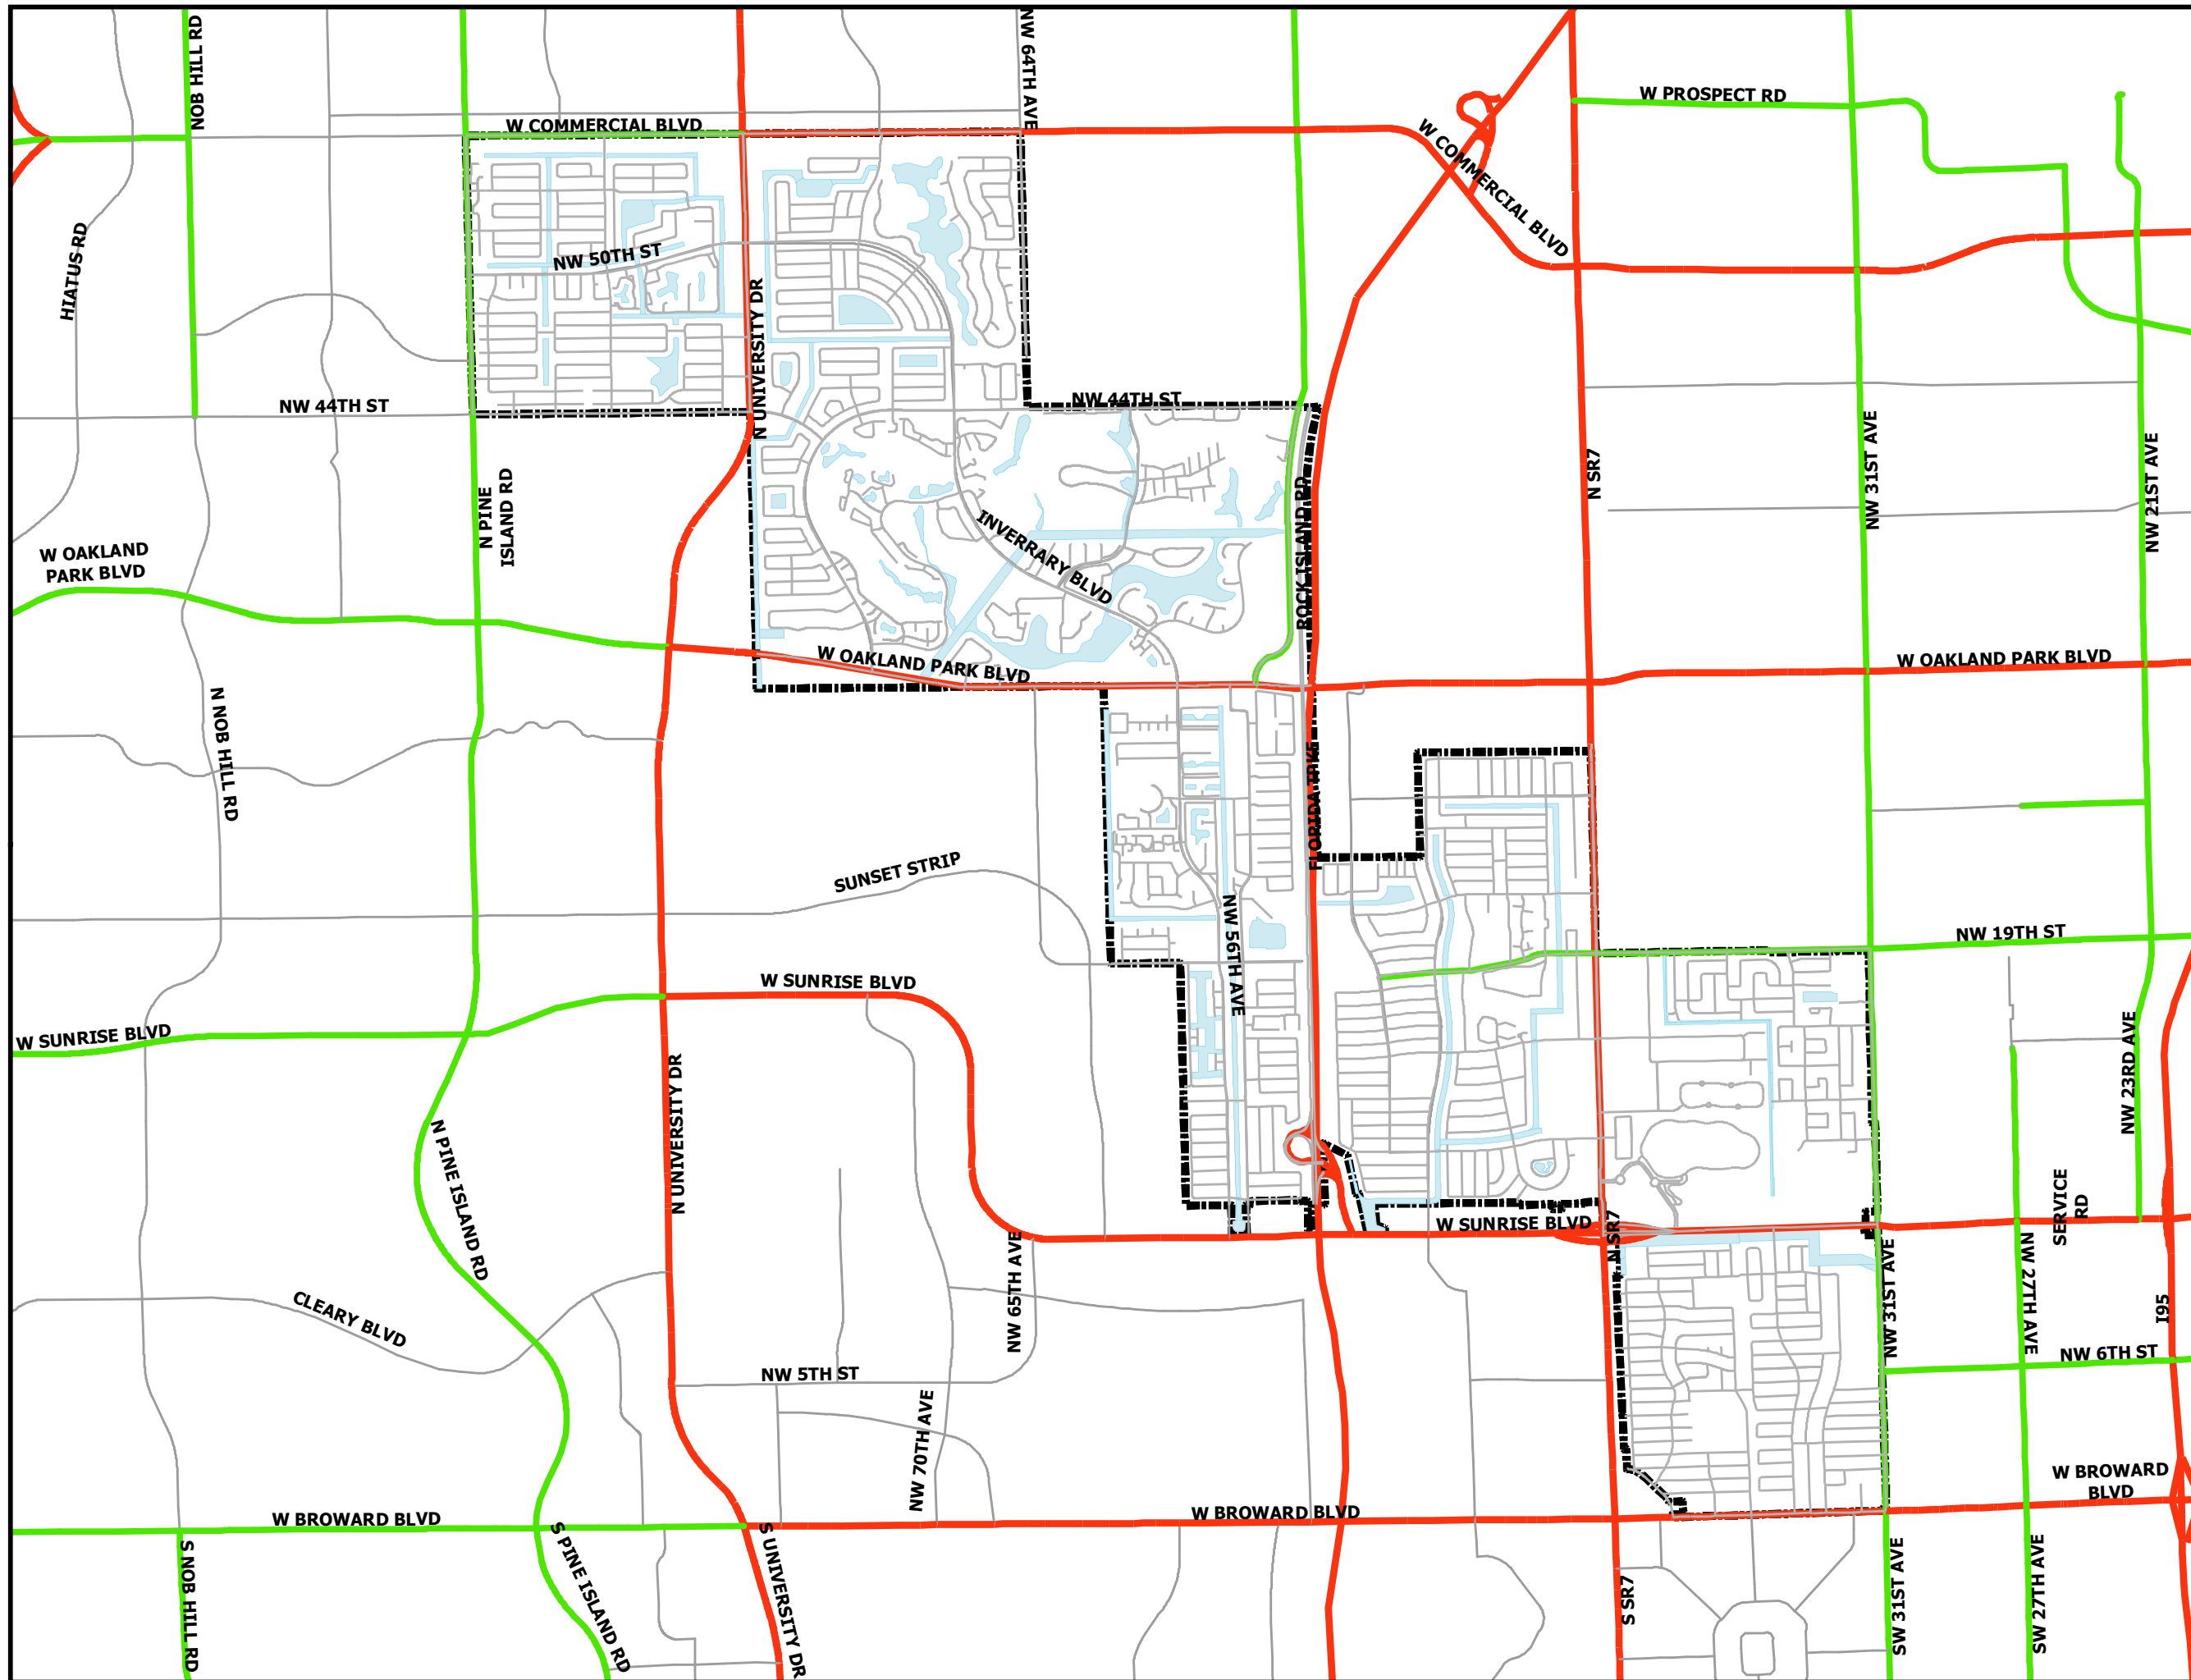 NOB HILL RD
NW 64TH AVE
W PROSPECT RD
W COMMERCIAL BLVD
W COMMERCIAL BLVD
HIATUS RD
NW 50TH ST
N UNIVERSITY DR
NW 44TH ST
NW 44TH ST
N PINE
ISLAND RD
N SR7
NW 31ST AVE
NW 21ST AVE
INVERRARY BLVD
ROCK ISLAND RD
W OAKLAND
PARK BLVD
W OAKLAND PARK BLVD
W OAKLAND PARK BLVD
N NOB HILL RD
FLORIDA TPKE
SUNSET STRIP
NW 56TH AVE
NW 19TH ST
W SUNRISE BLVD
W SUNRISE BLVD
NW 23RD AVE
N UNIVERSITY DR
N PINE ISLAND RD
SERVICE
RD
W SUNRISE BLVD
N SR7
NW 65TH AVE
NW 31ST AVE
NW 27TH AVE
I95
CLEARY BLVD
NW 6TH ST
NW 5TH ST
NW 70TH AVE
W BROWARD
BLVD
W BROWARD BLVD
W BROWARD BLVD
S NOB HILL RD
S PINE ISLAND RD
S UNIVERSITY DR
S SR7
SW 31ST AVE
SW 27TH AVE